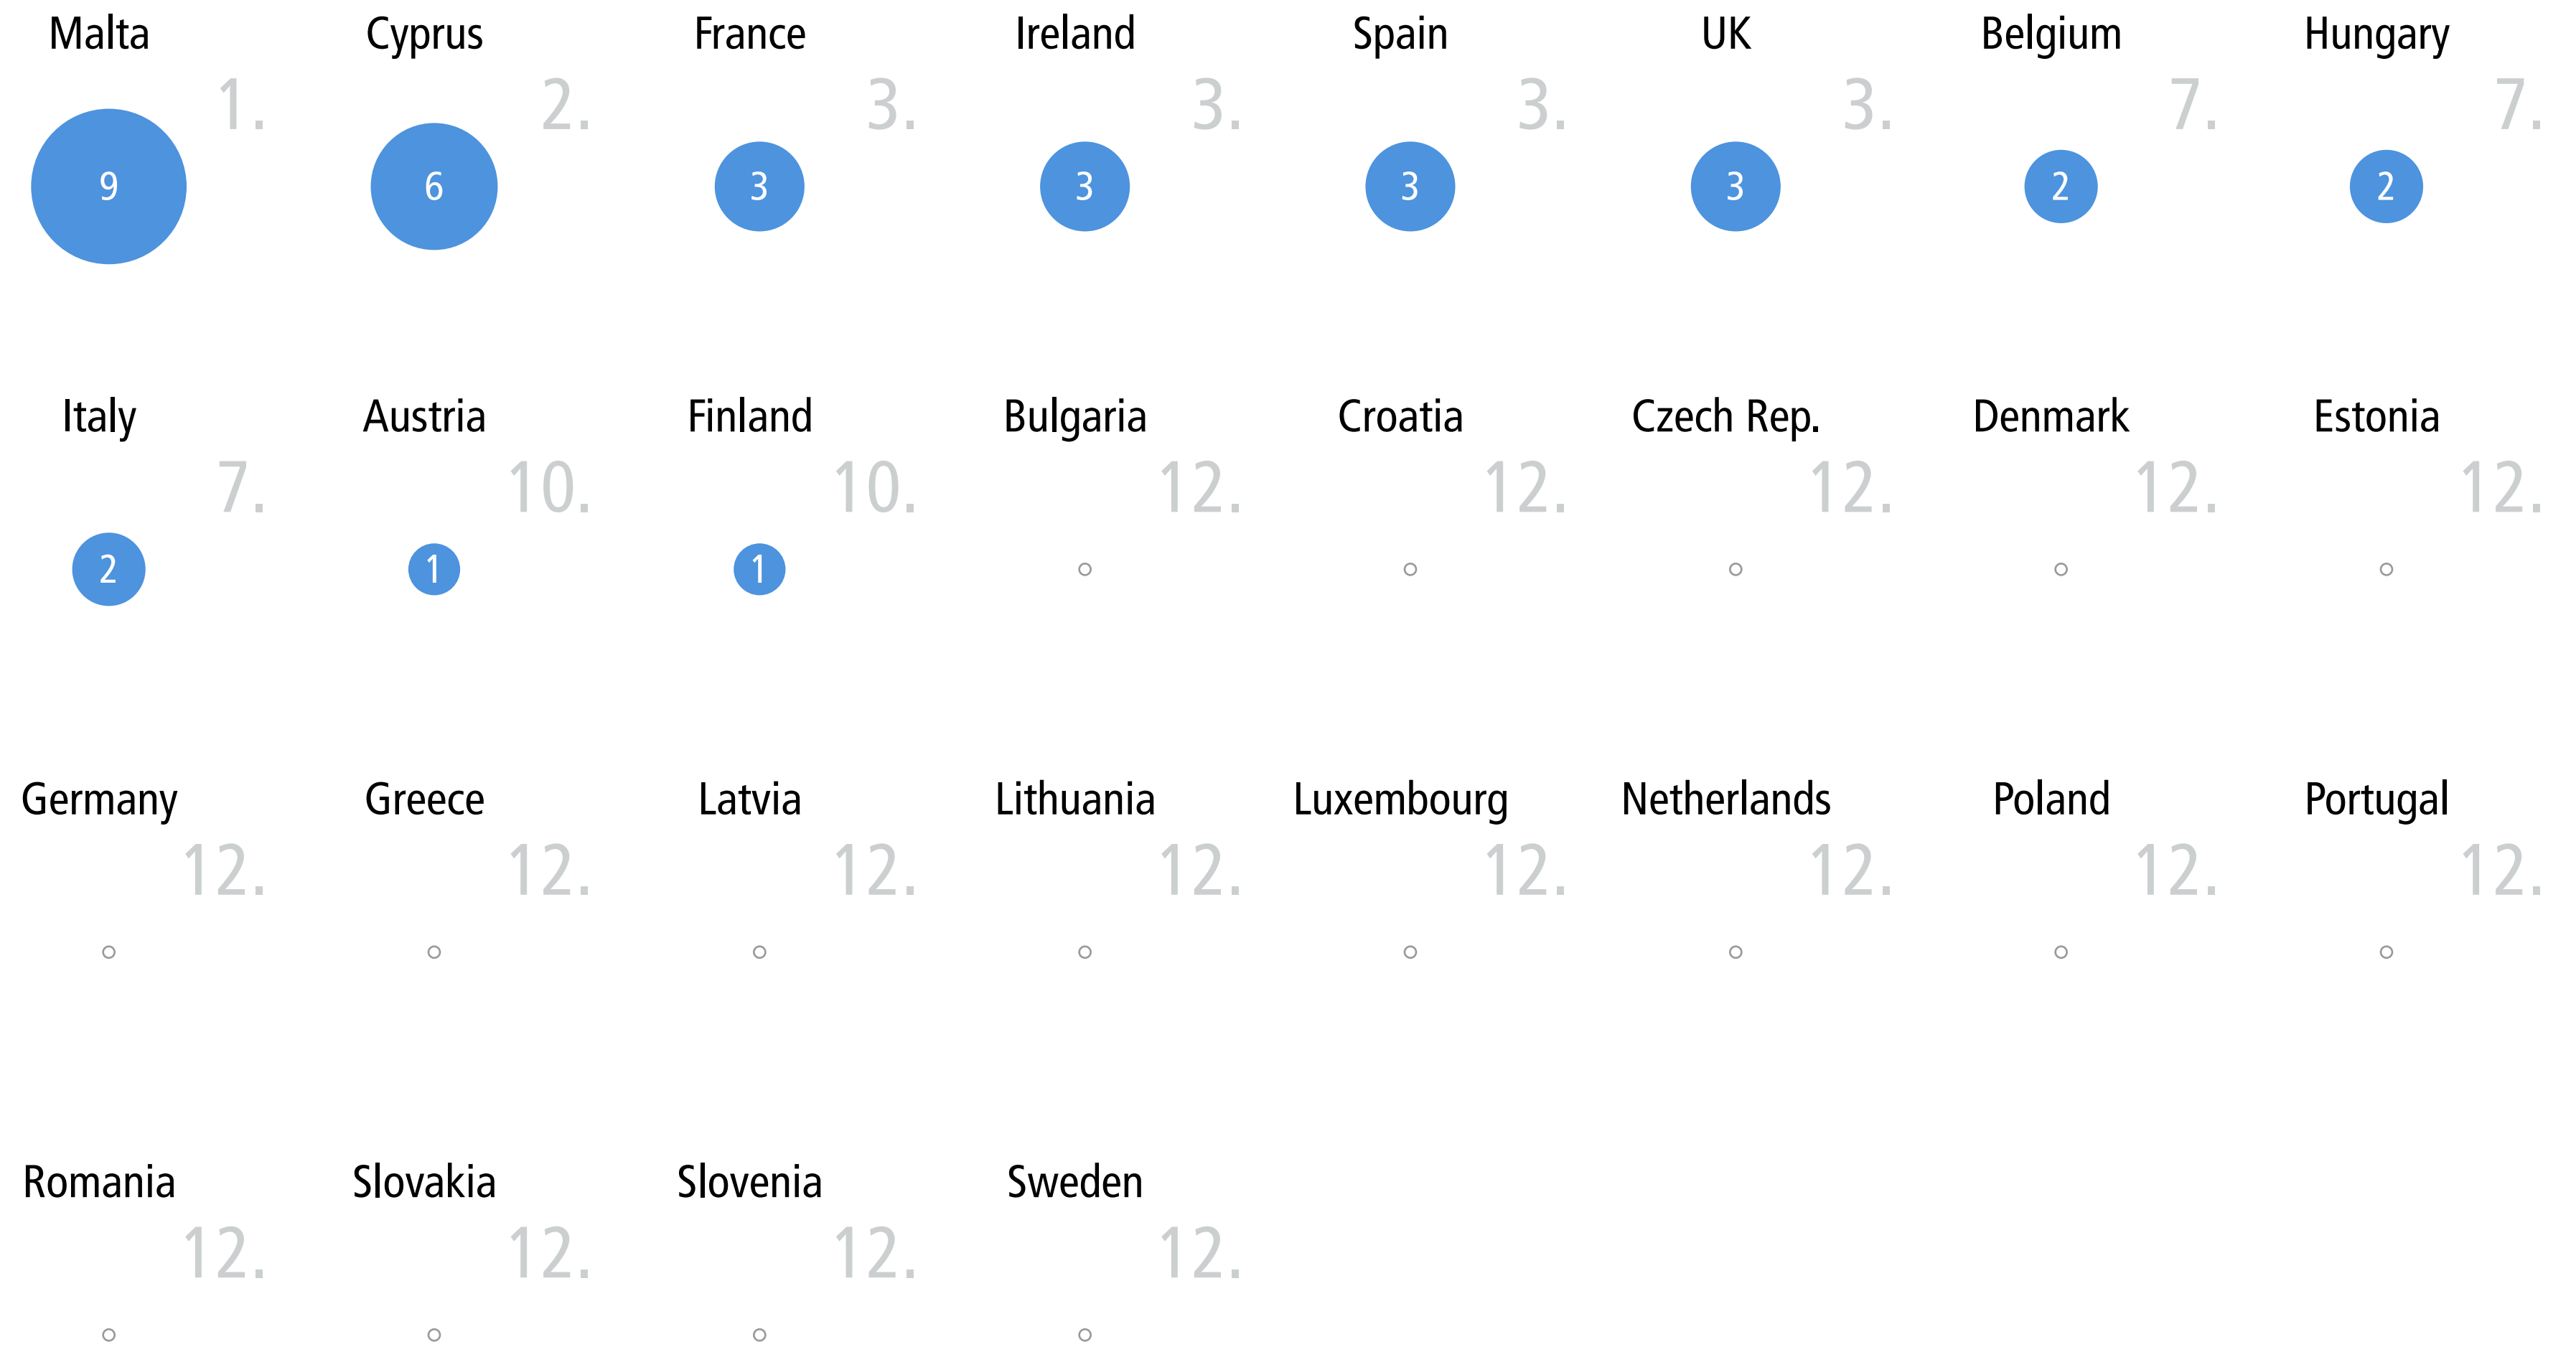 Malta Cyprus France Ireland Spain UK Belgium Hungary
1. 2. 3. 3. 3. 3. 7. 7.
9 6 3 3 3 3 2 2
Italy Austria Finland Bulgaria Croatia Czech Rep. Denmark Estonia
7. 10. 10. 12. 12. 12. 12. 12.
2 1 1
Germany Greece Latvia Lithuania Luxembourg Netherlands Poland Portugal
12. 12. 12. 12. 12. 12. 12. 12.
Romania Slovakia Slovenia Sweden
12. 12. 12. 12.